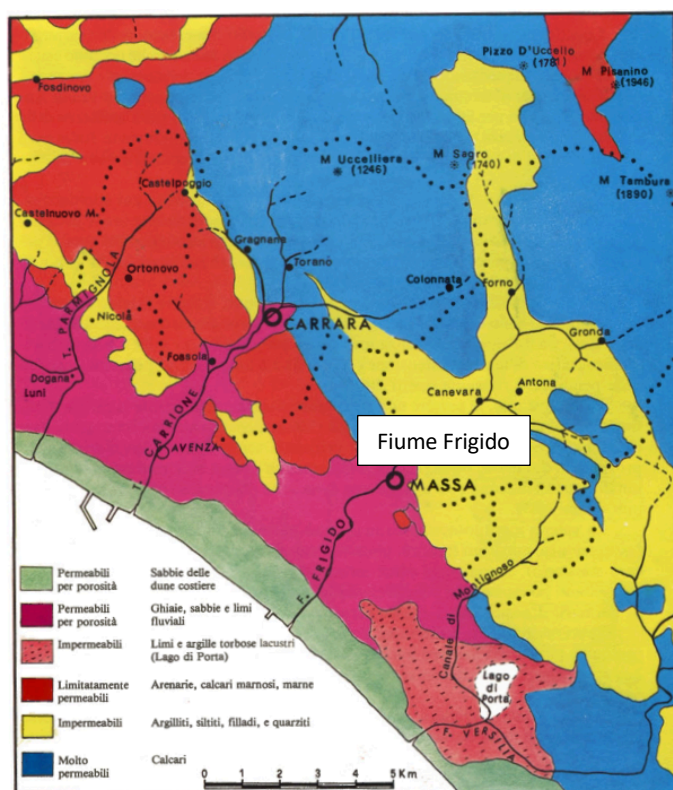 Pizzo D'Uccello
(1781)
M Pisanino
(1946)
Fosdinovo
M Uccelliera
(1246)
M Sagro
(1740)
M Tambura
(1890)
Castelpoggio
Castelnuovo M.
Gragnana
Torano
Colonnata
Forno
Ortonovo
T. PARMIGNOLA
Nicola
CARRARA
Gronda
Fossola
Dogana
Luni
Canevara
Antona
T. CARRIONE
AVENZA
Fiume Frigido
MASSA
F. FRIGIDO
Canale di Montignoso
Lago
di
Porta
F. VERSILIA
Permeabili
per porosità
Sabbie delle
dune costiere
Permeabili
per porosità
Ghiaie, sabbie e limi
fluviali
Impermeabili
Limi e argille torbose lacustri
(Lago di Porta)
Limitatamente
permeabili
Arenarie, calcari marnosi, marne
Impermeabili
Argilliti, siltiti, filladi, e quarziti
Molto
permeabili
Calcari
0 2 4 5 Km